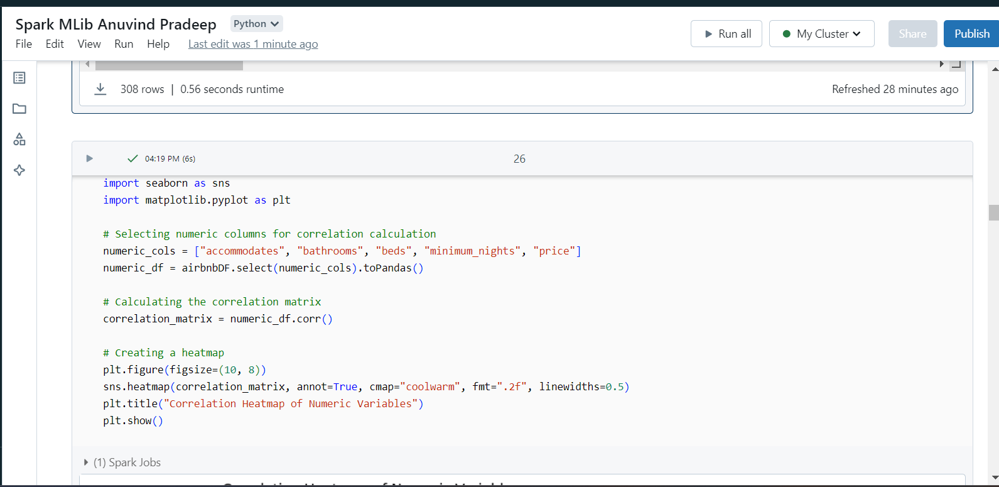 Spark MLib Anuvind Pradeep Python
File Edit View Run Help Last edit was 1 minute ago
Run all My Cluster Share Publish
308 rows | 0.56 seconds runtime Refreshed 28 minutes ago
04:19 PM (6s) 26
import seaborn as sns
import matplotlib.pyplot as plt
# Selecting numeric columns for correlation calculation
numeric_cols = ["accommodates", "bathrooms", "beds", "minimum_nights", "price"]
numeric_df = airbnbDF.select(numeric_cols).toPandas()
# Calculating the correlation matrix
correlation_matrix = numeric_df.corr()
# Creating a heatmap
plt.figure(figsize=(10, 8))
sns.heatmap(correlation_matrix, annot=True, cmap="coolwarm", fmt=".2f", linewidths=0.5)
plt.title("Correlation Heatmap of Numeric Variables")
plt.show()
(1) Spark Jobs